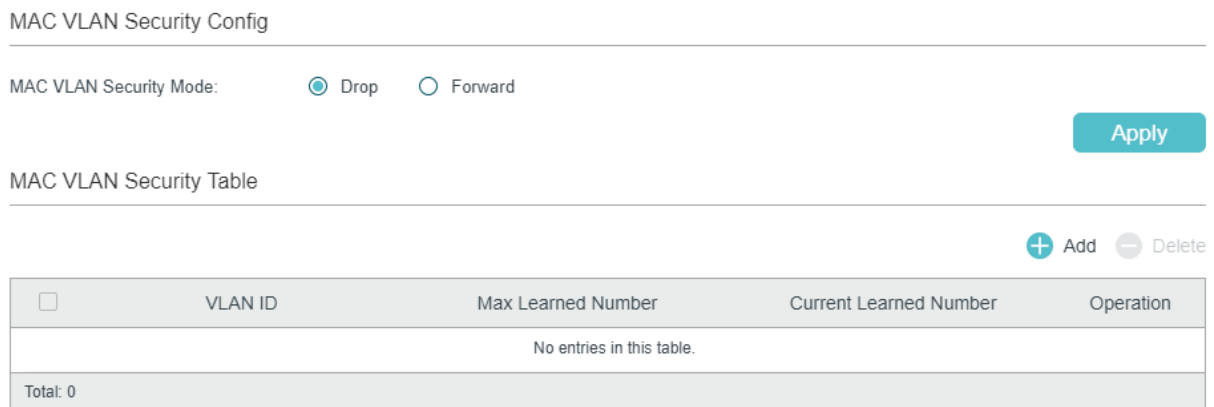 MAC VLAN Security Config
MAC VLAN Security Mode: Drop Forward
Apply
MAC VLAN Security Table
Add Delete
VLAN ID Max Learned Number Current Learned Number Operation
No entries in this table.
Total: 0